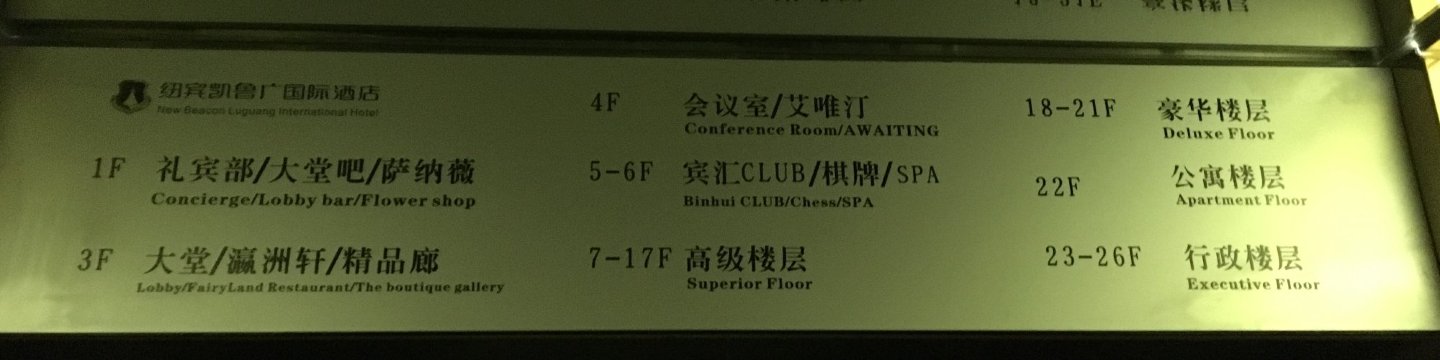 纽宾凯鲁广国际酒店
New Beacon Luguang International Hotel
1F 礼宾部/大堂吧/萨纳薇
Concierge/Lobby bar/Flower shop
3F 大堂/瀛洲轩/精品廊
Lobby/FairyLand Restaurant/The boutique gallery
4F 会议室/艾唯汀
Conference Room/AWAITING
5-6F 宾汇CLUB/棋牌/SPA
Binhui CLUB/Chess/SPA
7-17F 高级楼层
Superior Floor
18-21F 豪华楼层
Deluxe Floor
22F 公寓楼层
Apartment Floor
23-26F 行政楼层
Executive Floor